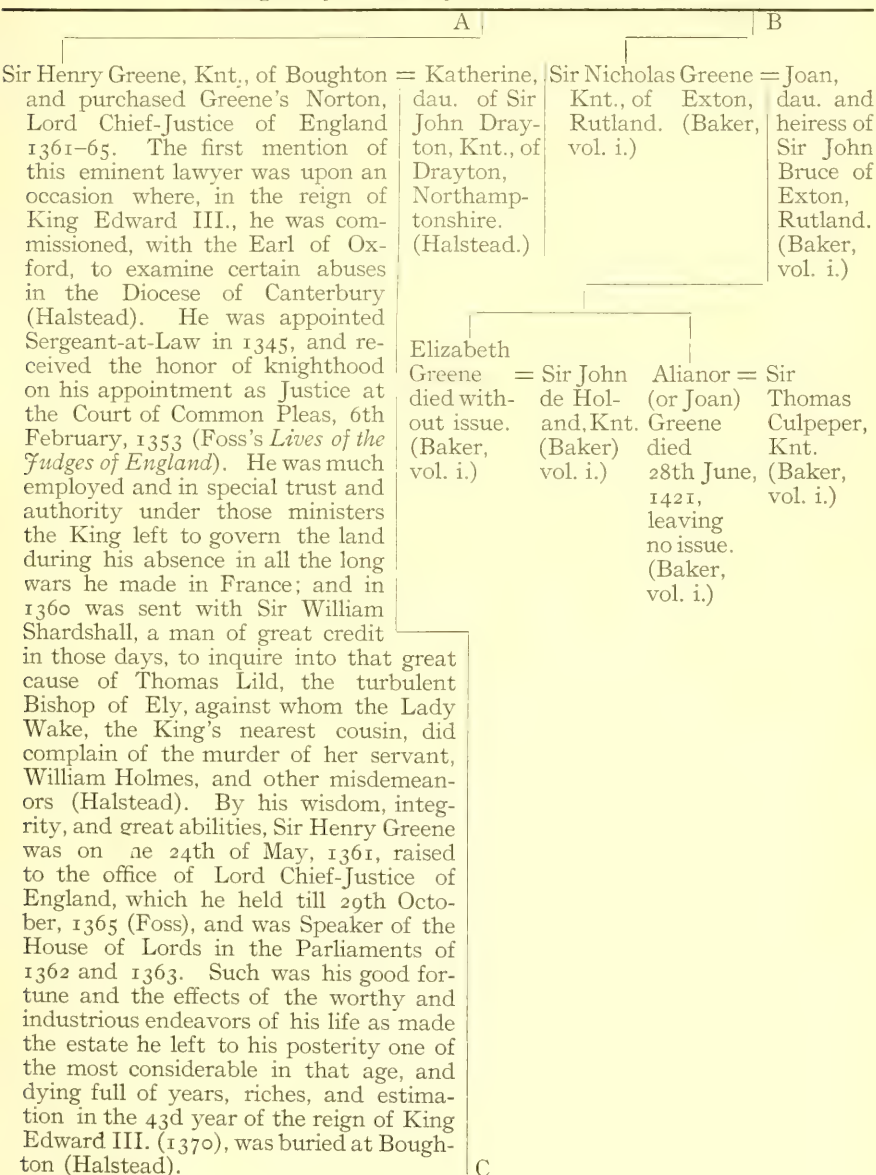 A B
Sir Henry Greene, Knt., of Boughton
and purchased Greene's Norton,
Lord Chief-Justice of England
1361–65. The first mention of
this eminent lawyer was upon an
occasion where, in the reign of
King Edward III., he was com-
missioned, with the Earl of Ox-
ford, to examine certain abuses
in the Diocese of Canterbury
(Halstead). He was appointed
Sergeant-at-Law in 1345, and re-
ceived the honor of knighthood
on his appointment as Justice at
the Court of Common Pleas, 6th
February, 1353 (Foss's Lives of the
Judges of England). He was much
employed and in special trust and
authority under those ministers
the King left to govern the land
during his absence in all the long
wars he made in France; and in
1360 was sent with Sir William
Shardshall, a man of great credit
in those days, to inquire into that great
cause of Thomas Lild, the turbulent
Bishop of Ely, against whom the Lady
Wake, the King's nearest cousin, did
complain of the murder of her servant,
William Holmes, and other misdemean-
ors (Halstead). By his wisdom, integ-
rity, and great abilities, Sir Henry Greene
was on 24th of May, 1361, raised
to the office of Lord Chief-Justice of
England, which he held till 29th Octo-
ber, 1365 (Foss), and was Speaker of the
House of Lords in the Parliaments of
1362 and 1363. Such was his good for-
tune and the effects of the worthy and
industrious endeavors of his life as made
the estate he left to his posterity one of
the most considerable in that age, and
dying full of years, riches, and estima-
tion in the 43d year of the reign of King
Edward III. (1370), was buried at Bough-
ton (Halstead).
= Katherine,
dau. of Sir
John Dray-
ton, Knt., of
Drayton,
Northamp-
tonshire.
(Halstead.)
Sir Nicholas Greene
Knt., of Exton,
Rutland. (Baker,
vol. i.)
= Joan,
dau. and
heiress of
Sir John
Bruce of
Exton,
Rutland.
(Baker,
vol. i.)
Elizabeth
Greene
died with-
out issue.
(Baker,
vol. i.)
= Sir John
de Hol-
and, Knt.
(Baker)
vol. i.)
Alianor
(or Joan)
Greene
died
28th June,
1421,
leaving
no issue.
(Baker,
vol. i.)
= Sir
Thomas
Culpeper,
Knt.
(Baker,
vol. i.)
C